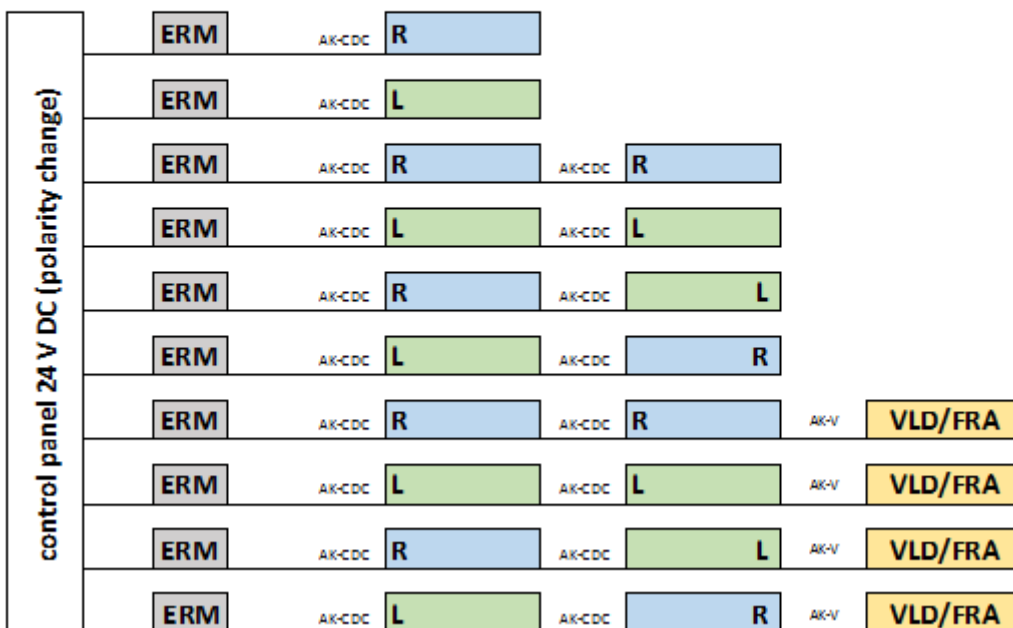 control panel 24 V DC (polarity change)
ERM AK-CDC R
ERM AK-CDC L
ERM AK-CDC R AK-CDC R
ERM AK-CDC L AK-CDC L
ERM AK-CDC R AK-CDC L
ERM AK-CDC L AK-CDC R
ERM AK-CDC R AK-CDC R AK-V VLD/FRA
ERM AK-CDC L AK-CDC L AK-V VLD/FRA
ERM AK-CDC R AK-CDC L AK-V VLD/FRA
ERM AK-CDC L AK-CDC R AK-V VLD/FRA